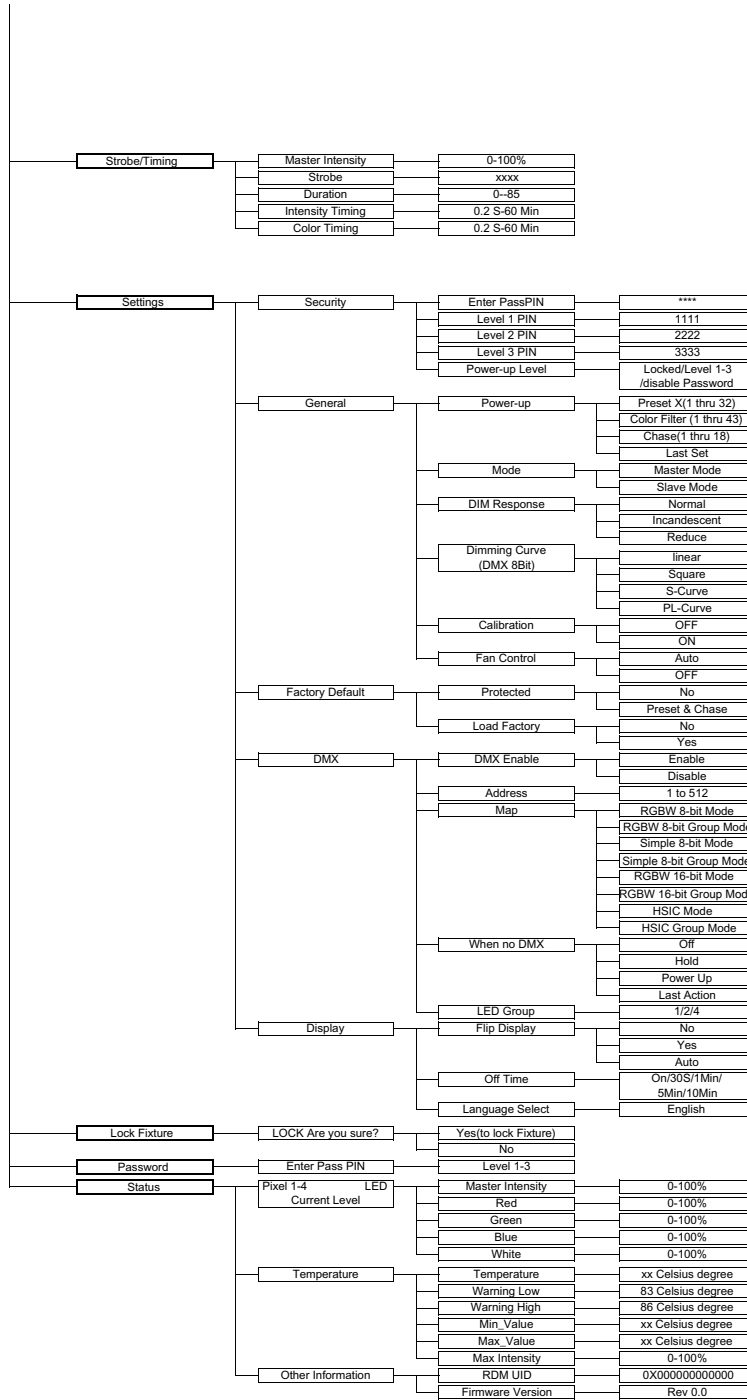 Strobe/Timing Master Intensity 0-100%
Strobe xxxx
Duration 0--85
Intensity Timing 0.2 S-60 Min
Color Timing 0.2 S-60 Min
Settings Security Enter PassPIN ****
Level 1 PIN 1111
Level 2 PIN 2222
Level 3 PIN 3333
Power-up Level Locked/Level 1-3
/disable Password
General Power-up Preset X(1 thru 32)
Color Filter (1 thru 43)
Chase(1 thru 18)
Last Set
Mode Master Mode
Slave Mode
DIM Response Normal
Incandescent
Reduce
Dimming Curve linear
(DMX 8Bit) Square
S-Curve
PL-Curve
Calibration OFF
ON
Fan Control Auto
OFF
Factory Default Protected No
Preset & Chase
Load Factory No
Yes
DMX DMX Enable Enable
Disable
Address 1 to 512
Map RGBW 8-bit Mode
RGBW 8-bit Group Mode
Simple 8-bit Mode
Simple 8-bit Group Mode
RGBW 16-bit Mode
RGBW 16-bit Group Mod
HSIC Mode
HSIC Group Mode
When no DMX Off
Hold
Power Up
Last Action
LED Group 1/2/4
Display Flip Display No
Yes
Auto
Off Time On/30S/1Min/
5Min/10Min
Language Select English
Lock Fixture LOCK Are you sure? Yes(to lock Fixture)
No
Password Enter Pass PIN Level 1-3
Status Pixel 1-4 LED Master Intensity 0-100%
Current Level Red 0-100%
Green 0-100%
Blue 0-100%
White 0-100%
Temperature Temperature xx Celsius degree
Warning Low 83 Celsius degree
Warning High 86 Celsius degree
Min_Value xx Celsius degree
Max_Value xx Celsius degree
Max Intensity 0-100%
Other Information RDM UID 0X000000000000
Firmware Version Rev 0.0